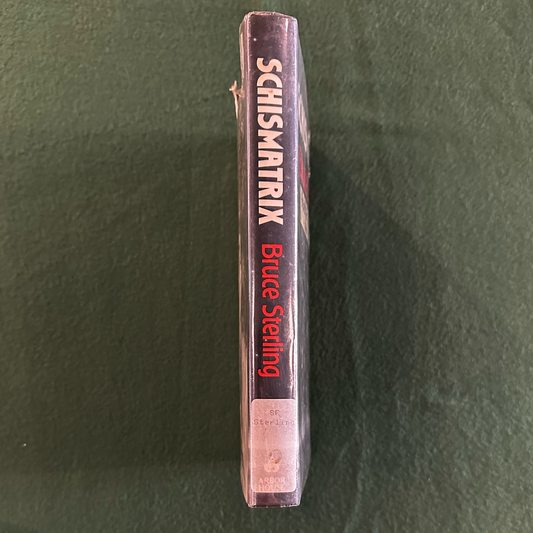 SCHISMATRIX
Bruce Sterling
SF
Sterling
ARBOR
HOUSE